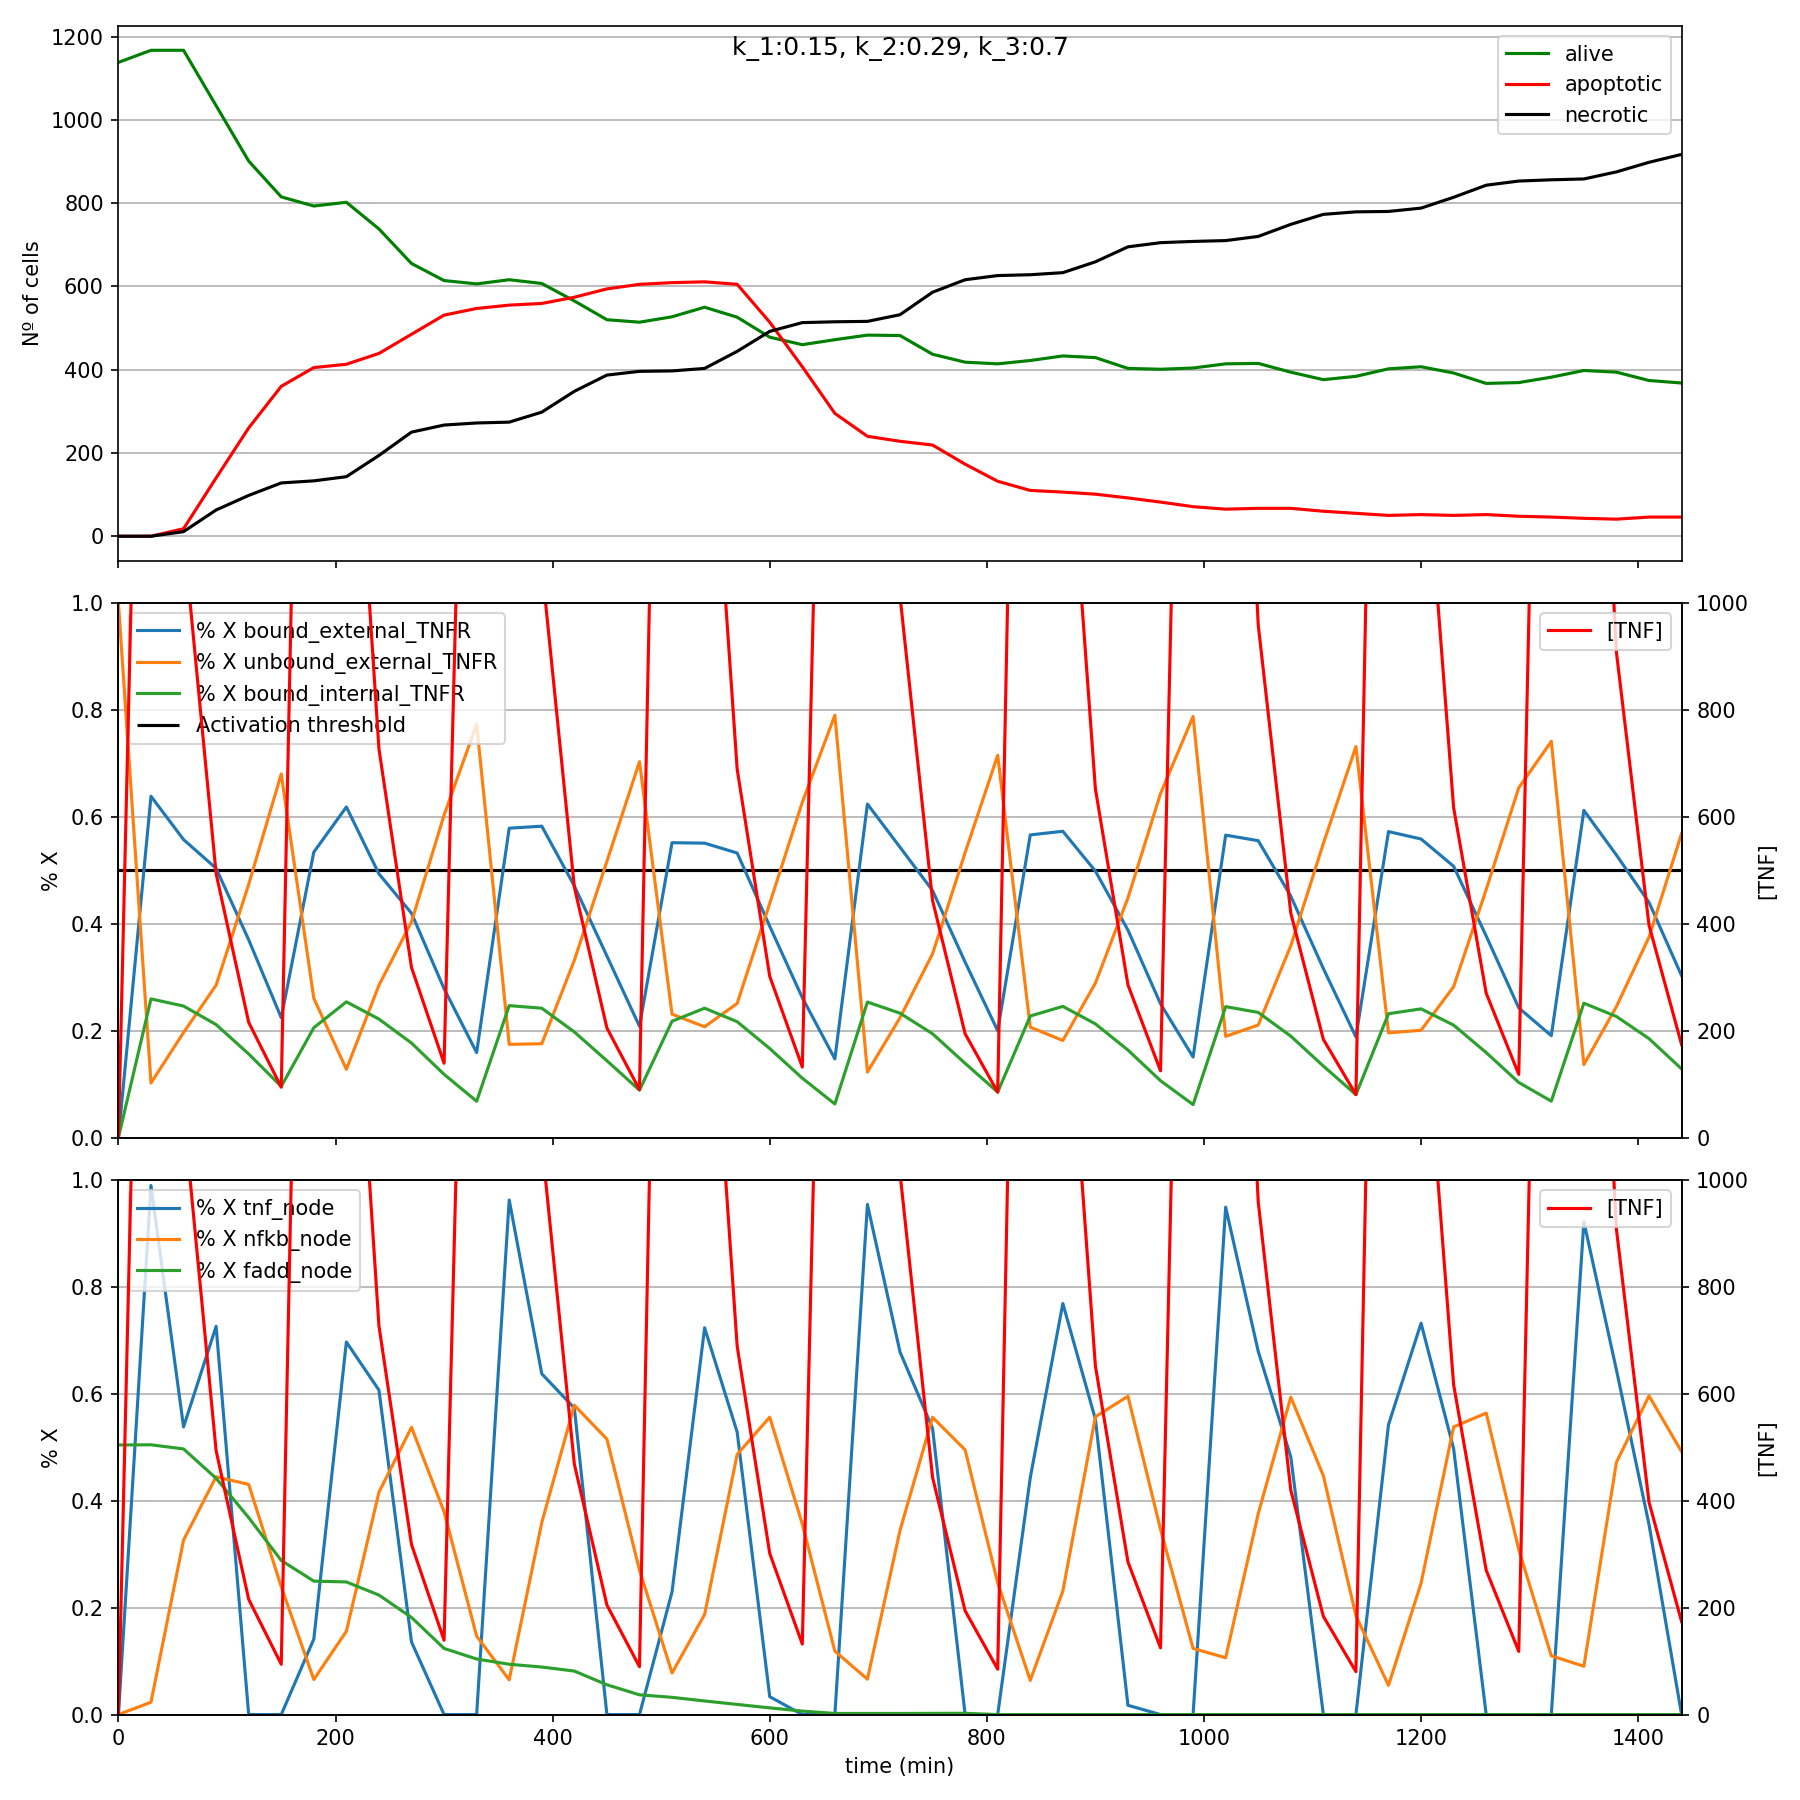 k_1:0.15, k_2:0.29, k_3:0.7
alive
apoptotic
necrotic
1200
1000
800
600
400
200
0
Nº of cells
% X bound_external_TNFR
% X unbound_external_TNFR
% X bound_internal_TNFR
Activation threshold
[TNF]
1.0
0.8
0.6
0.4
0.2
0.0
% X
1000
800
600
400
200
0
[TNF]
% X tnf_node
% X nfkb_node
% X fadd_node
[TNF]
1.0
0.8
0.6
0.4
0.2
0.0
% X
1000
800
600
400
200
0
[TNF]
0 200 400 600 800 1000 1200 1400
time (min)